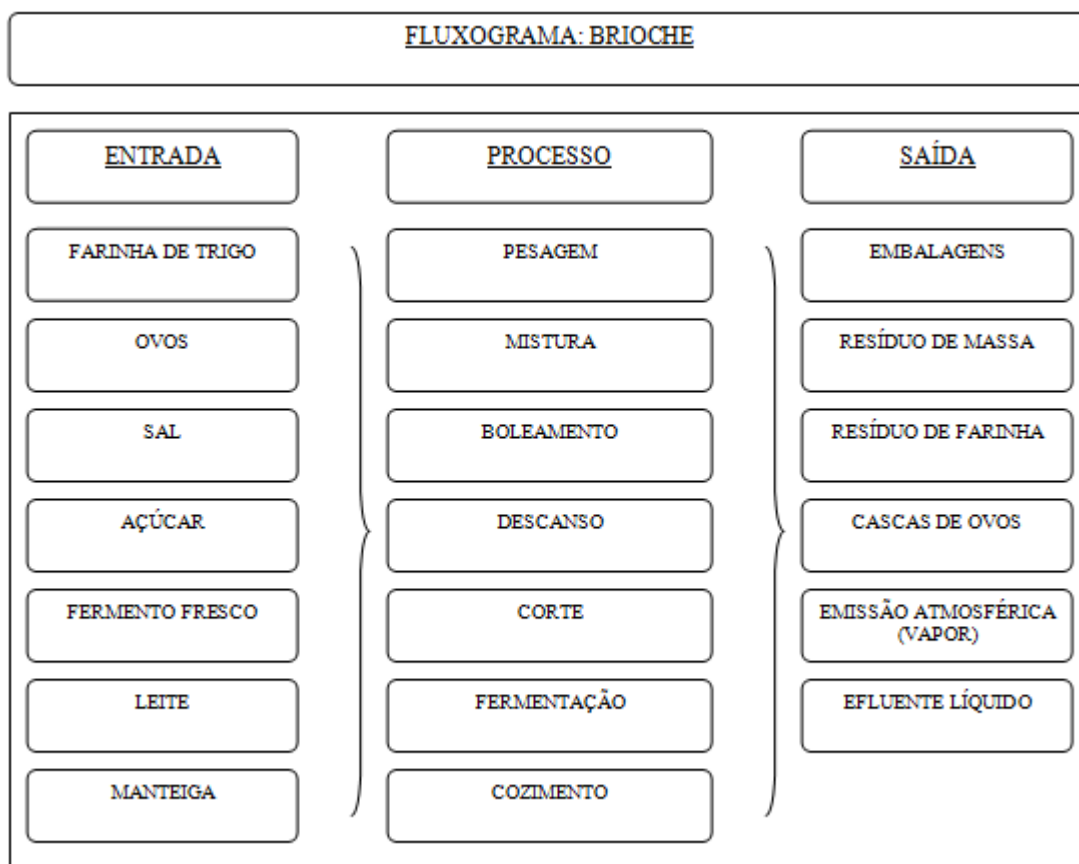 FLUXOGRAMA: BRIOCHE
ENTRADA
PROCESSO
SAÍDA
FARINHA DE TRIGO
PESAGEM
EMBALAGENS
OVOS
MISTURA
RESÍDUO DE MASSA
SAL
BOLEAMENTO
RESÍDUO DE FARINHA
AÇÚCAR
DESCANSO
CASCAS DE OVOS
FERMENTO FRESCO
CORTE
EMISSÃO ATMOSFÉRICA
(VAPOR)
LEITE
FERMENTAÇÃO
EFLUENTE LÍQUIDO
MANTEIGA
COZIMENTO